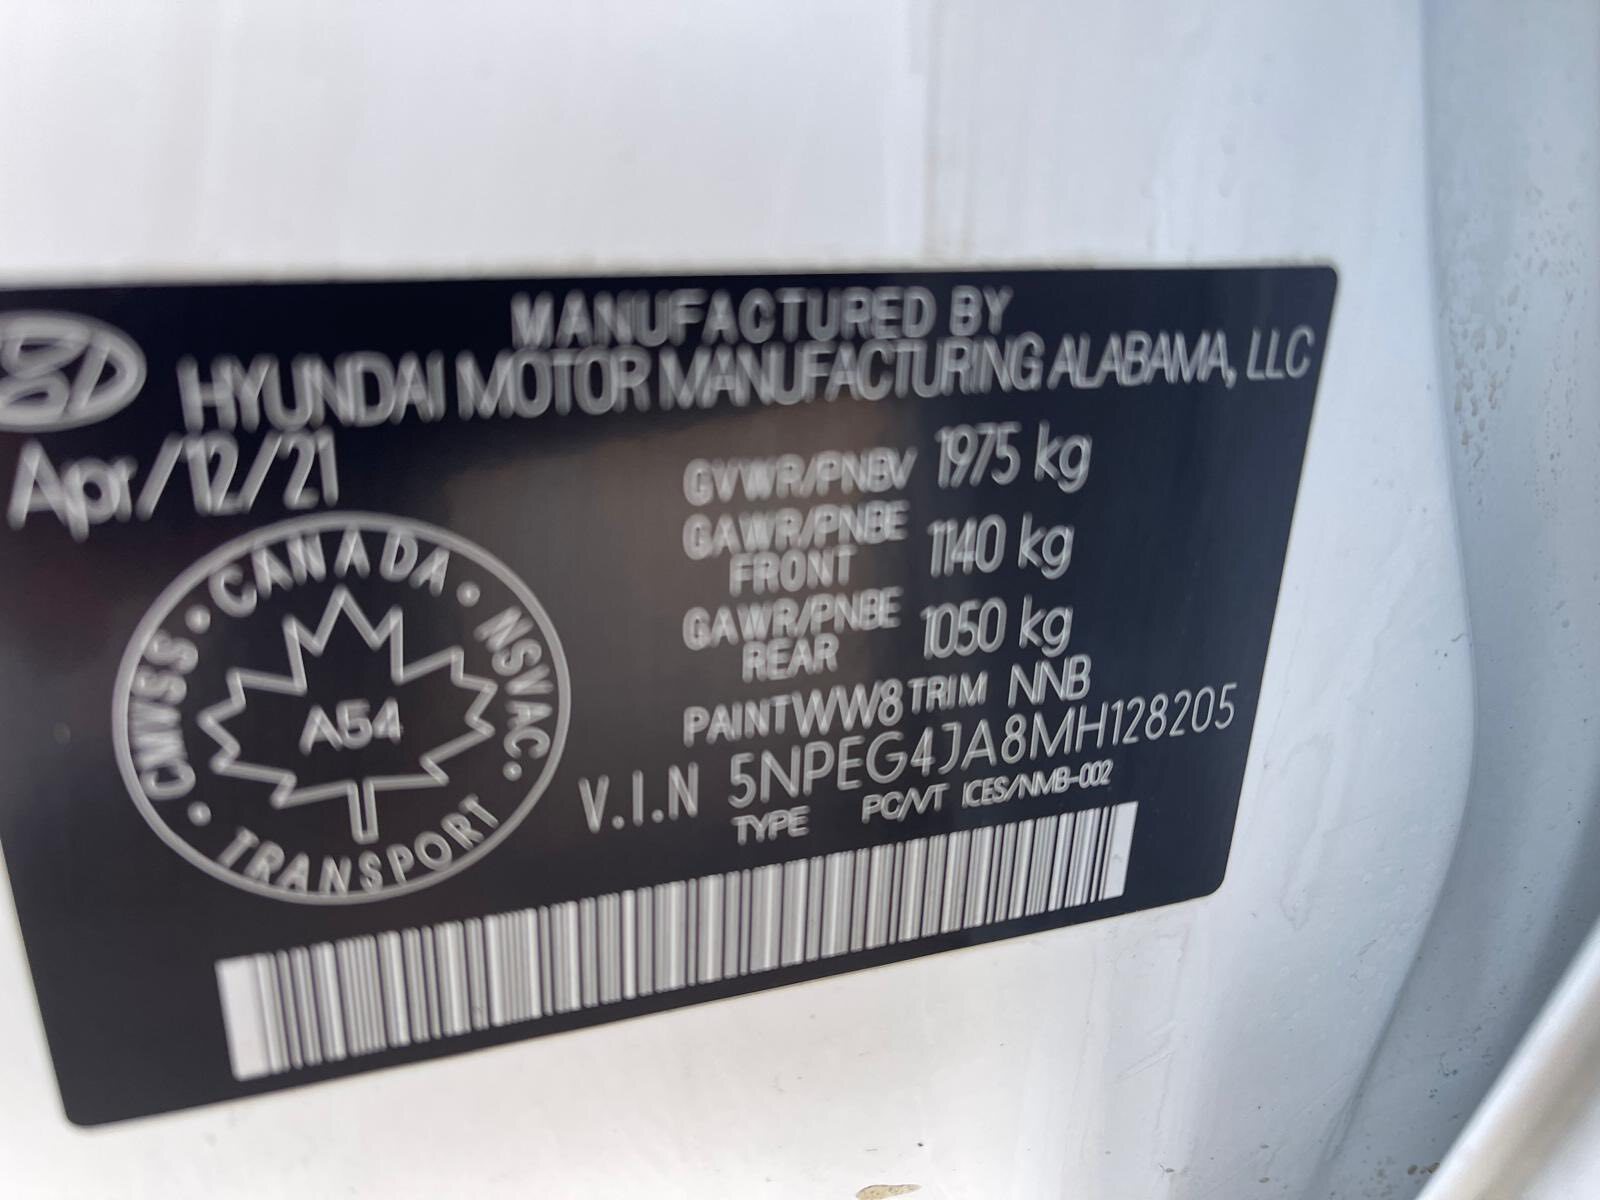 MANUFACTURED BY
HYUNDAI MOTOR MANUFACTURING ALABAMA, LLC
Apr/12/21
GVWR/PNBV 1975 kg
GAWR/PNBE FRONT 1140 kg
GAWR/PNBE REAR 1050 kg
PAINT WW8 TRIM NNB
V.I.N 5NPEG4JA8MH128205
TYPE PC/VT ICES/NMB-002
CMVSS · CANADA · NSVAC · TRANSPORT ·
A54